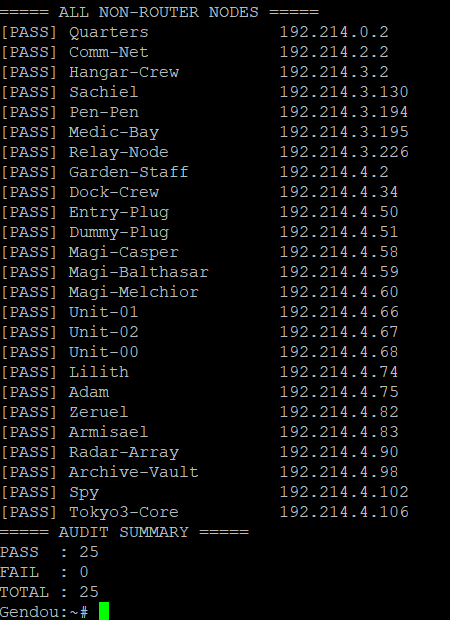 ===== ALL NON-ROUTER NODES =====
[PASS] Quarters             192.214.0.2
[PASS] Comm-Net             192.214.2.2
[PASS] Hangar-Crew          192.214.3.2
[PASS] Sachiel              192.214.3.130
[PASS] Pen-Pen              192.214.3.194
[PASS] Medic-Bay            192.214.3.195
[PASS] Relay-Node           192.214.3.226
[PASS] Garden-Staff         192.214.4.2
[PASS] Dock-Crew            192.214.4.34
[PASS] Entry-Plug           192.214.4.50
[PASS] Dummy-Plug           192.214.4.51
[PASS] Magi-Casper          192.214.4.58
[PASS] Magi-Balthasar       192.214.4.59
[PASS] Magi-Melchior        192.214.4.60
[PASS] Unit-01              192.214.4.66
[PASS] Unit-02              192.214.4.67
[PASS] Unit-00              192.214.4.68
[PASS] Lilith               192.214.4.74
[PASS] Adam                 192.214.4.75
[PASS] Zeruel               192.214.4.82
[PASS] Armisael             192.214.4.83
[PASS] Radar-Array          192.214.4.90
[PASS] Archive-Vault        192.214.4.98
[PASS] Spy                  192.214.4.102
[PASS] Tokyo3-Core          192.214.4.106
===== AUDIT SUMMARY =====
PASS  : 25
FAIL  : 0
TOTAL : 25
Gendou:~#